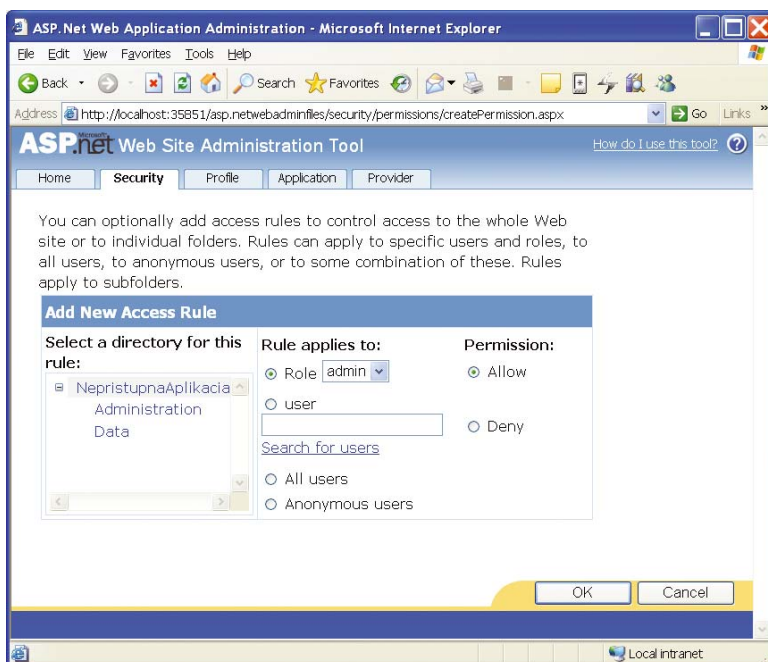 ASP.Net Web Application Administration - Microsoft Internet Explorer
File Edit View Favorites Tools Help
Back Search Favorites
Address http://localhost:35851/asp.netwebadminfiles/security/permissions/createPermission.aspx Go Links »
Microsoft
ASP.net Web Site Administration Tool How do I use this tool? ?
Home Security Profile Application Provider
You can optionally add access rules to control access to the whole Web
site or to individual folders. Rules can apply to specific users and roles, to
all users, to anonymous users, or to some combination of these. Rules
apply to subfolders.
Add New Access Rule
Select a directory for this
rule:
NepristupnaAplikacia
Administration
Data
Rule applies to:
Role admin
user
Search for users
All users
Anonymous users
Permission:
Allow
Deny
OK Cancel
Local intranet